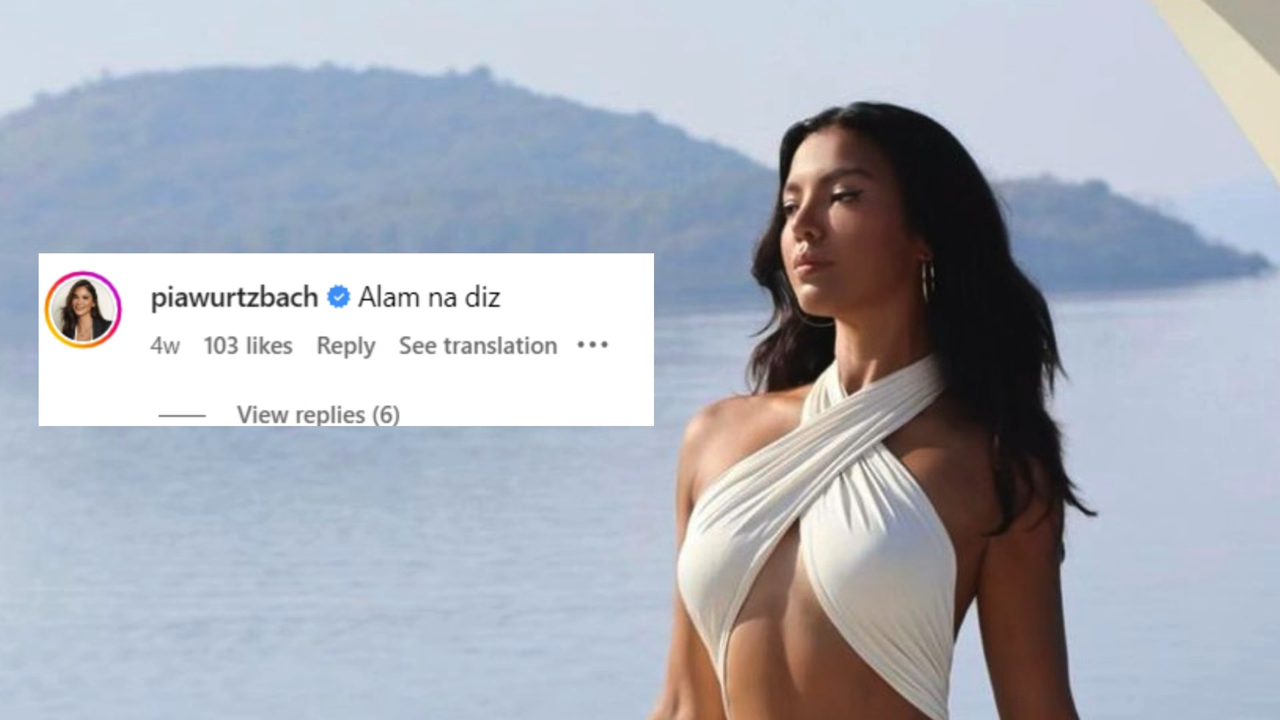 piawurtzbach Alam na diz
4w 103 likes Reply See translation •••
View replies (6)